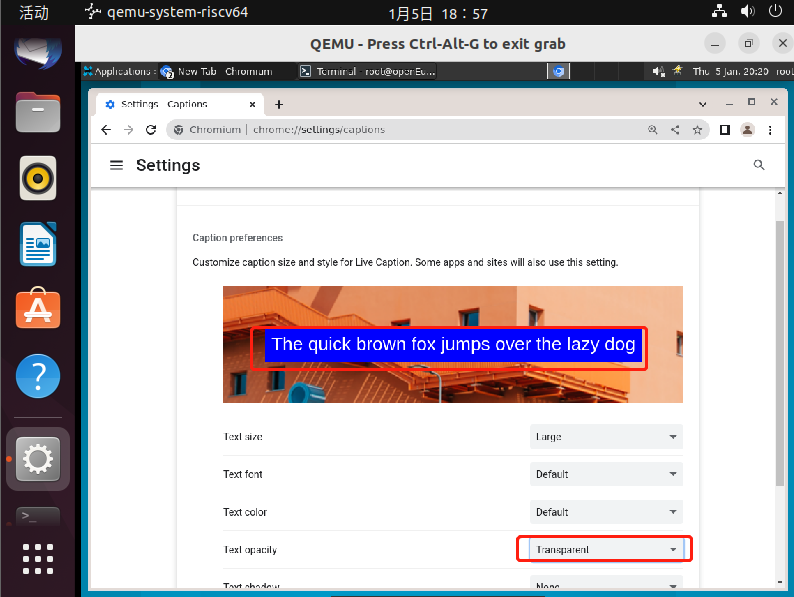 活动
qemu-system-riscv64
1月5日 18：57
QEMU - Press Ctrl-Alt-G to exit grab
Applications
New Tab - Chromium
Terminal - root@openEu...
Thu 5 Jan, 20:20
root
Settings - Captions
Chromium | chrome://settings/captions
Settings
Caption preferences
Customize caption size and style for Live Caption. Some apps and sites will also use this setting.
The quick brown fox jumps over the lazy dog
Text size
Large
Text font
Default
Text color
Default
Text opacity
Transparent
Text shadow
None